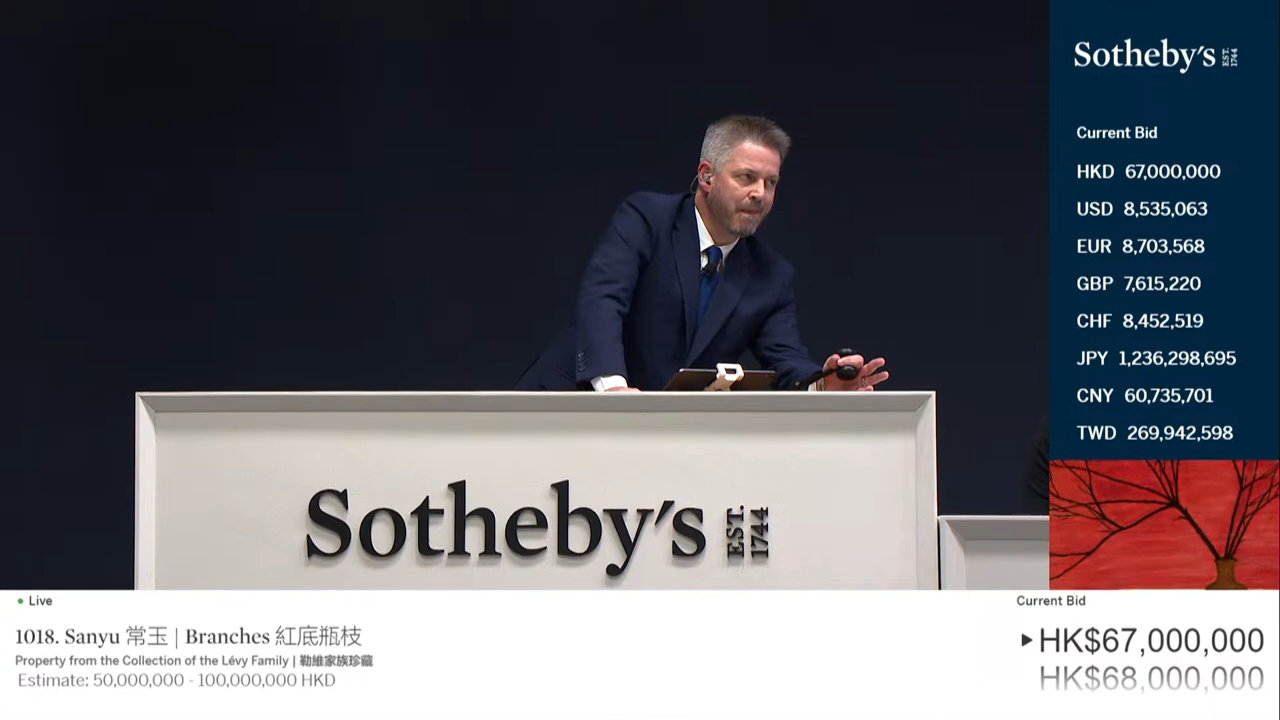 Sotheby's EST. 1744
Current Bid
HKD 67,000,000
USD 8,535,063
EUR 8,703,568
GBP 7,615,220
CHF 8,452,519
JPY 1,236,298,695
CNY 60,735,701
TWD 269,942,598
Sotheby's EST. 1744
Live
1018. Sanyu 常玉 | Branches 紅底瓶枝
Property from the Collection of the Lévy Family | 勒維家族珍藏
Estimate: 50,000,000 - 100,000,000 HKD
Current Bid
HK$67,000,000
HK$68,000,000